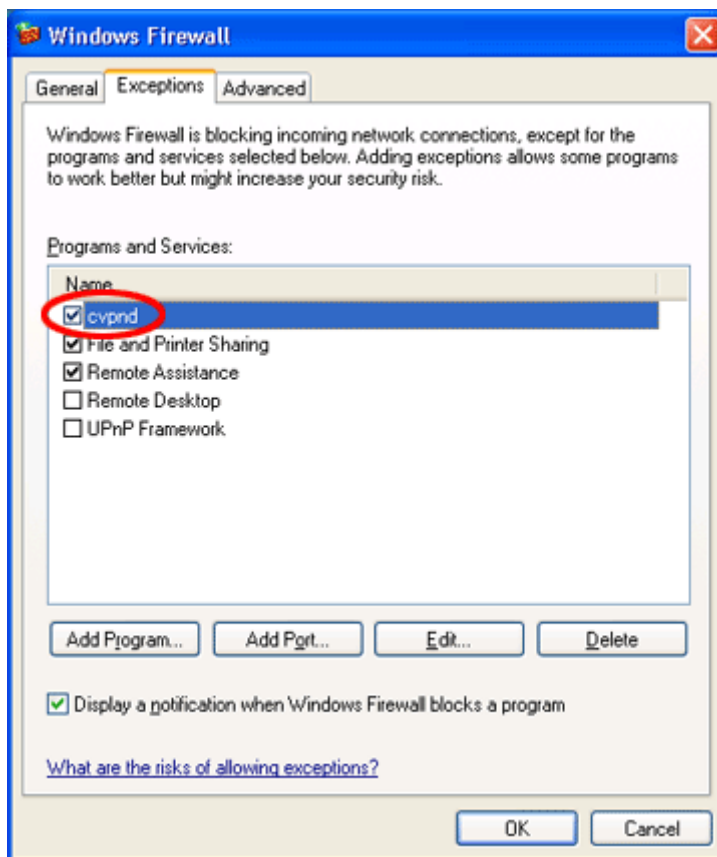 Windows Firewall
General Exceptions Advanced
Windows Firewall is blocking incoming network connections, except for the
programs and services selected below. Adding exceptions allows some programs
to work better but might increase your security risk.
Programs and Services:
Name
cvpnd
File and Printer Sharing
Remote Assistance
Remote Desktop
UPnP Framework
Add Program... Add Port... Edit... Delete
Display a notification when Windows Firewall blocks a program
What are the risks of allowing exceptions?
OK Cancel